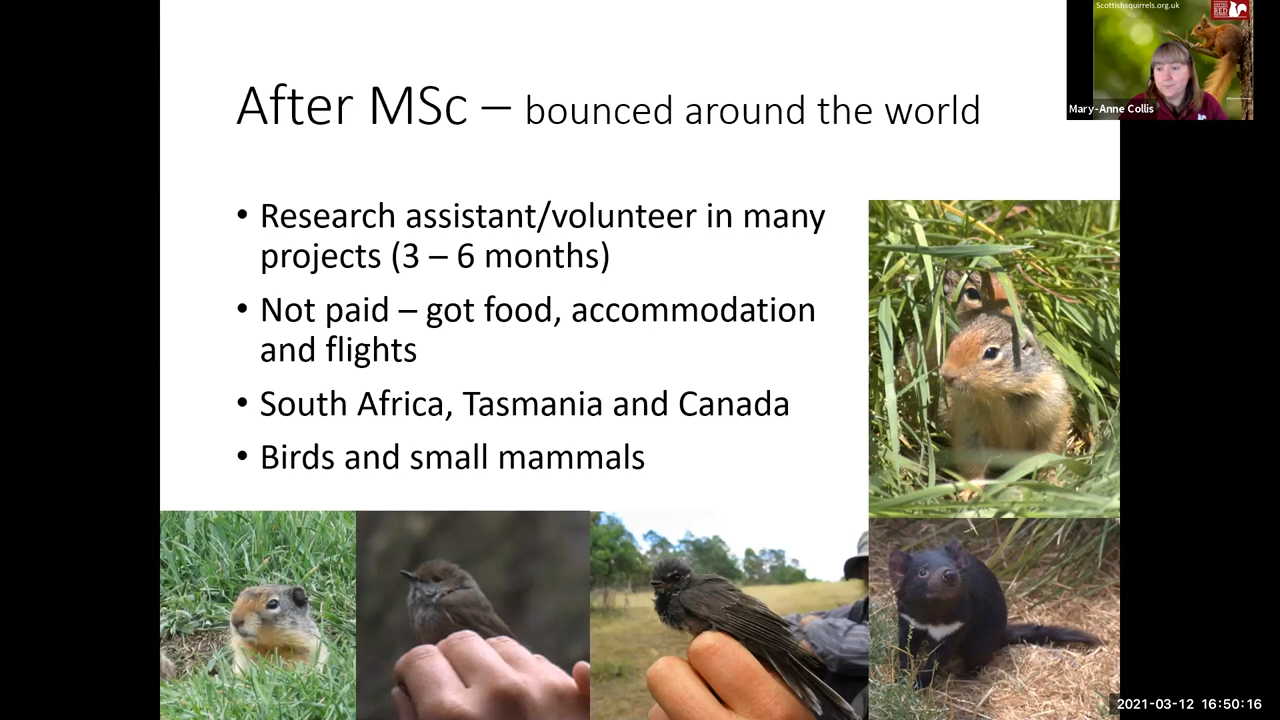 Scottishsquirrels.org.uk
RED
After MSc – bounced around the world
Mary-Anne Collis
• Research assistant/volunteer in many
projects (3 – 6 months)
• Not paid – got food, accommodation
and flights
• South Africa, Tasmania and Canada
• Birds and small mammals
2021-03-12 16:50:16